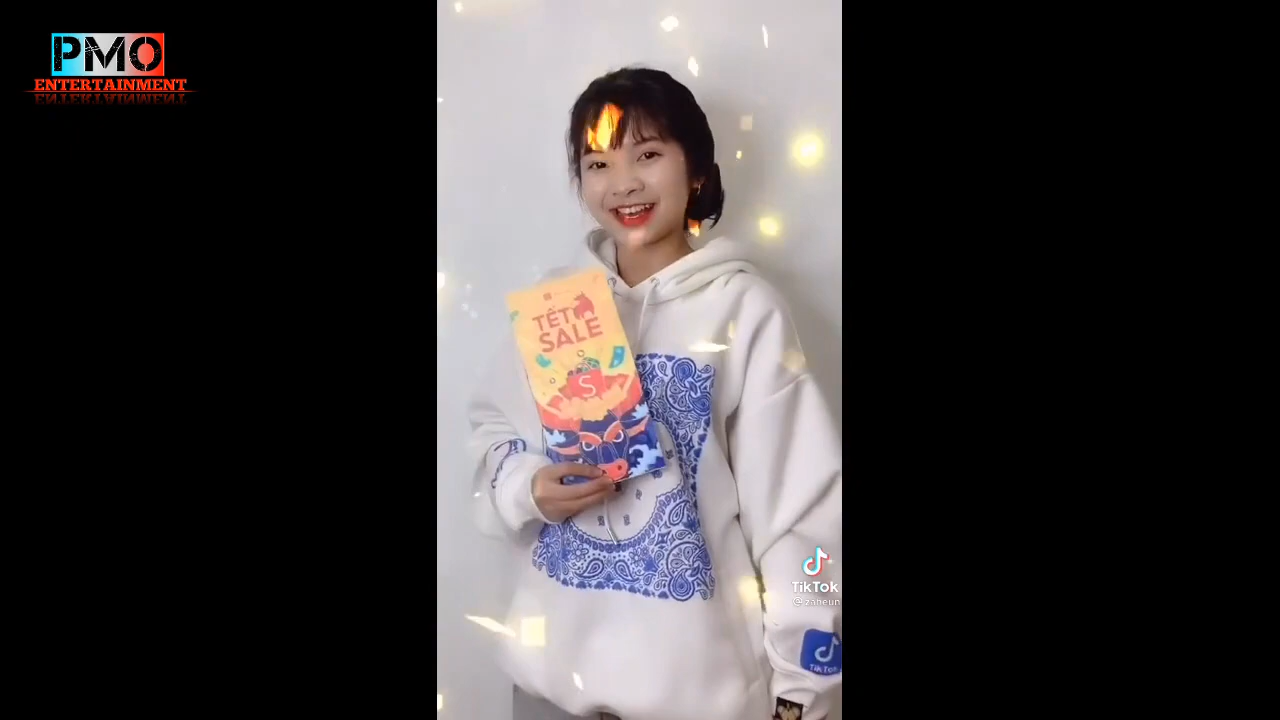 PMO
ENTERTAINMENT
TẾT
SALE
S
TikTok
@zaheun
TikTok